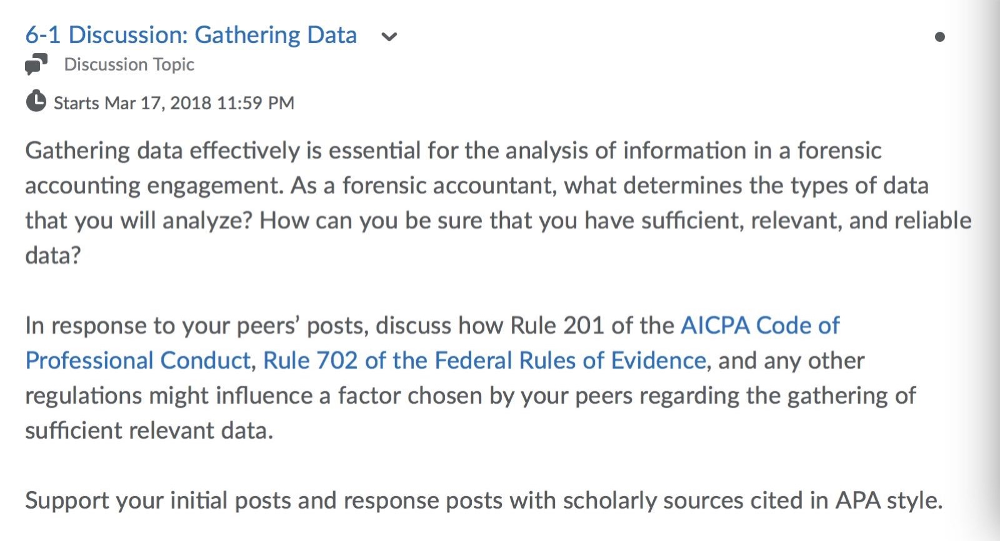 6-1 Discussion: Gathering Data
Discussion Topic
Starts Mar 17, 2018 11:59 PM
Gathering data effectively is essential for the analysis of information in a forensic
accounting engagement. As a forensic accountant, what determines the types of data
that you will analyze? How can you be sure that you have sufficient, relevant, and reliable
data?
In response to your peers’ posts, discuss how Rule 201 of the AICPA Code of
Professional Conduct, Rule 702 of the Federal Rules of Evidence, and any other
regulations might influence a factor chosen by your peers regarding the gathering of
sufficient relevant data.
Support your initial posts and response posts with scholarly sources cited in APA style.